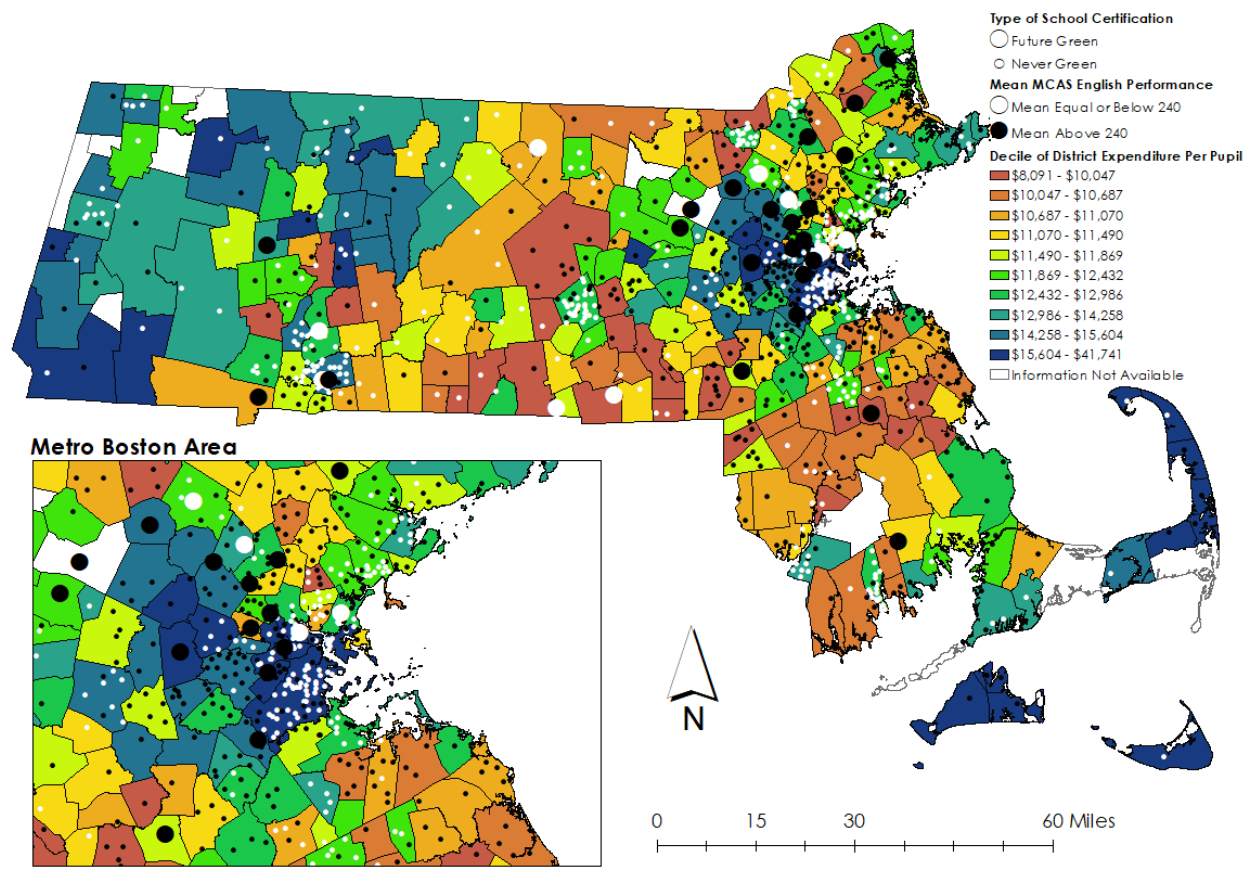 Type of School Certification
Future Green
Never Green
Mean MCAS English Performance
Mean Equal or Below 240
Mean Above 240
Decile of District Expenditure Per Pupil
$8,091 - $10,047
$10,047 - $10,687
$10,687 - $11,070
$11,070 - $11,490
$11,490 - $11,869
$11,869 - $12,432
$12,432 - $12,986
$12,986 - $14,258
$14,258 - $15,604
$15,604 - $41,741
Information Not Available
Metro Boston Area
N
0 15 30 60 Miles